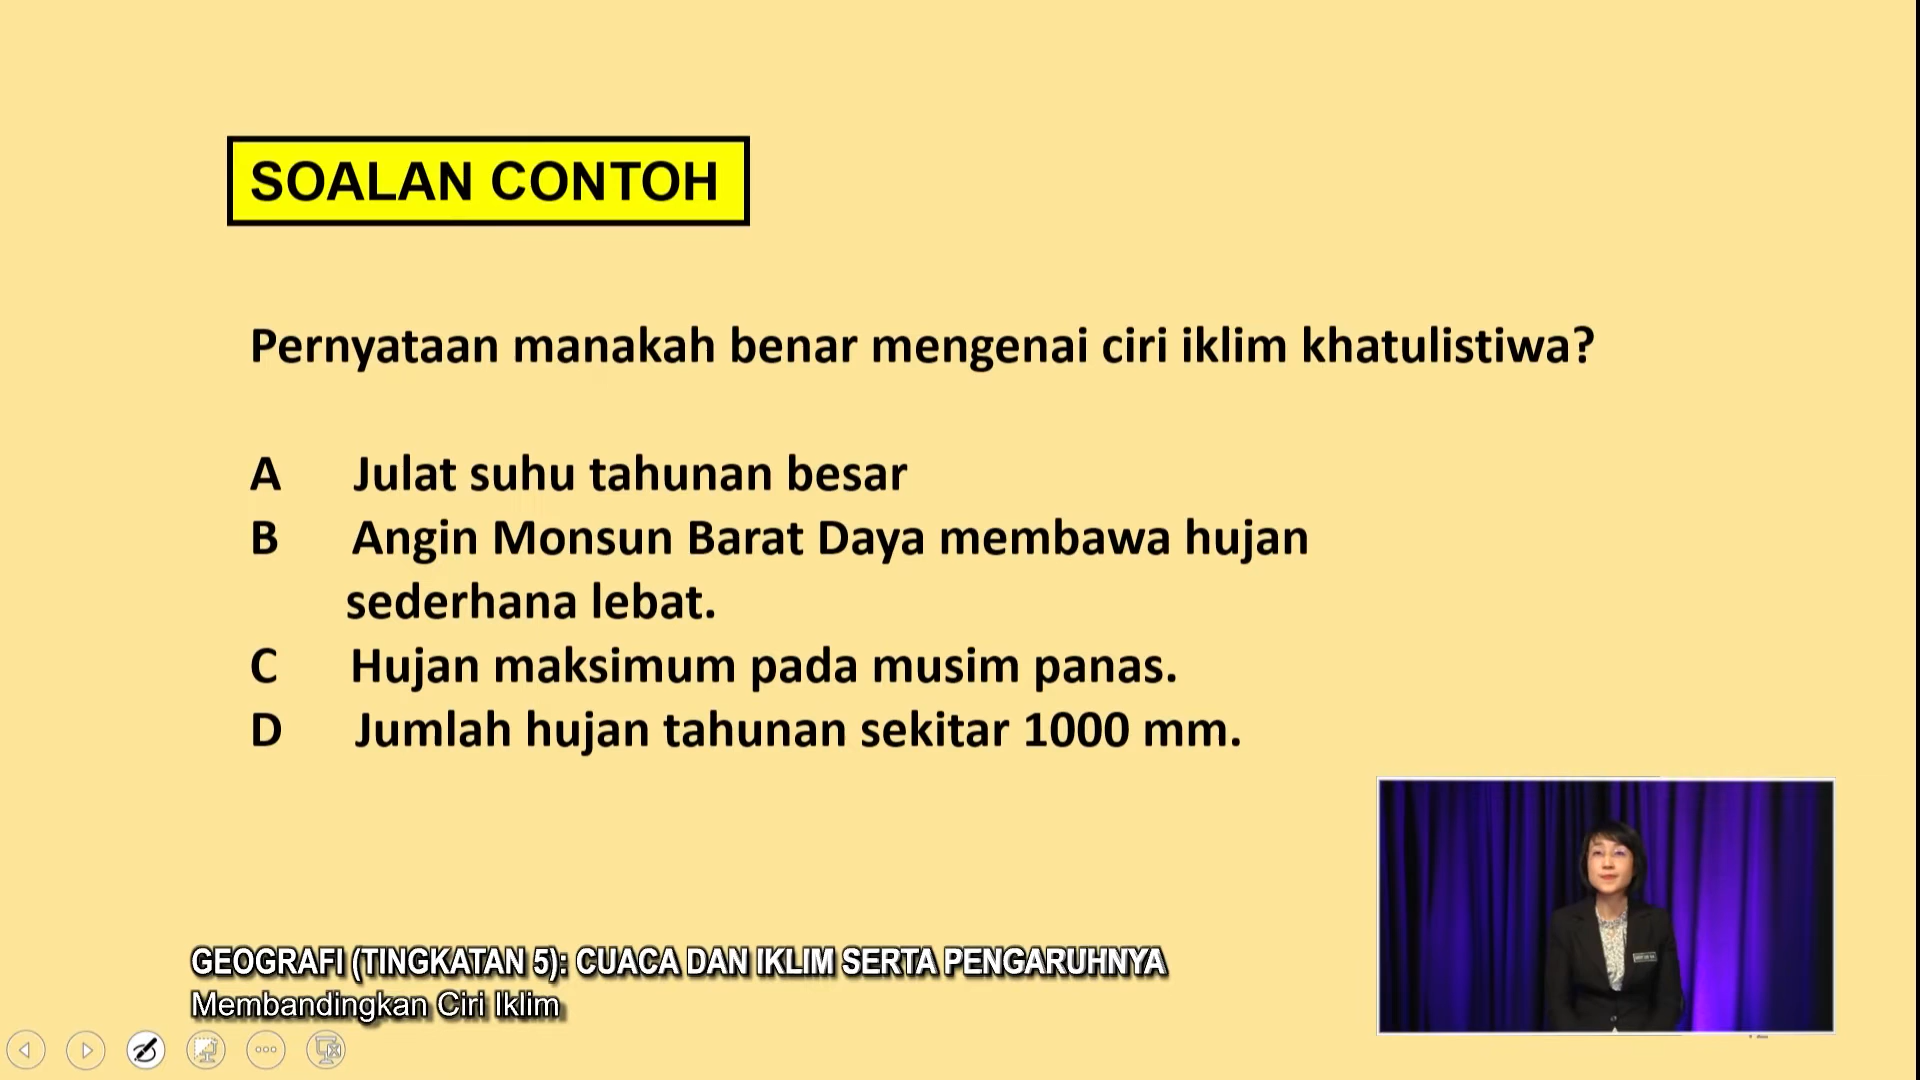 SOALAN CONTOH
Pernyataan manakah benar mengenai ciri iklim khatulistiwa?
A Julat suhu tahunan besar
B Angin Monsun Barat Daya membawa hujan
sederhana lebat.
C Hujan maksimum pada musim panas.
D Jumlah hujan tahunan sekitar 1000 mm.
GEOGRAFI (TINGKATAN 5): CUACA DAN IKLIM SERTA PENGARUHNYA
Membandingkan Ciri Iklim